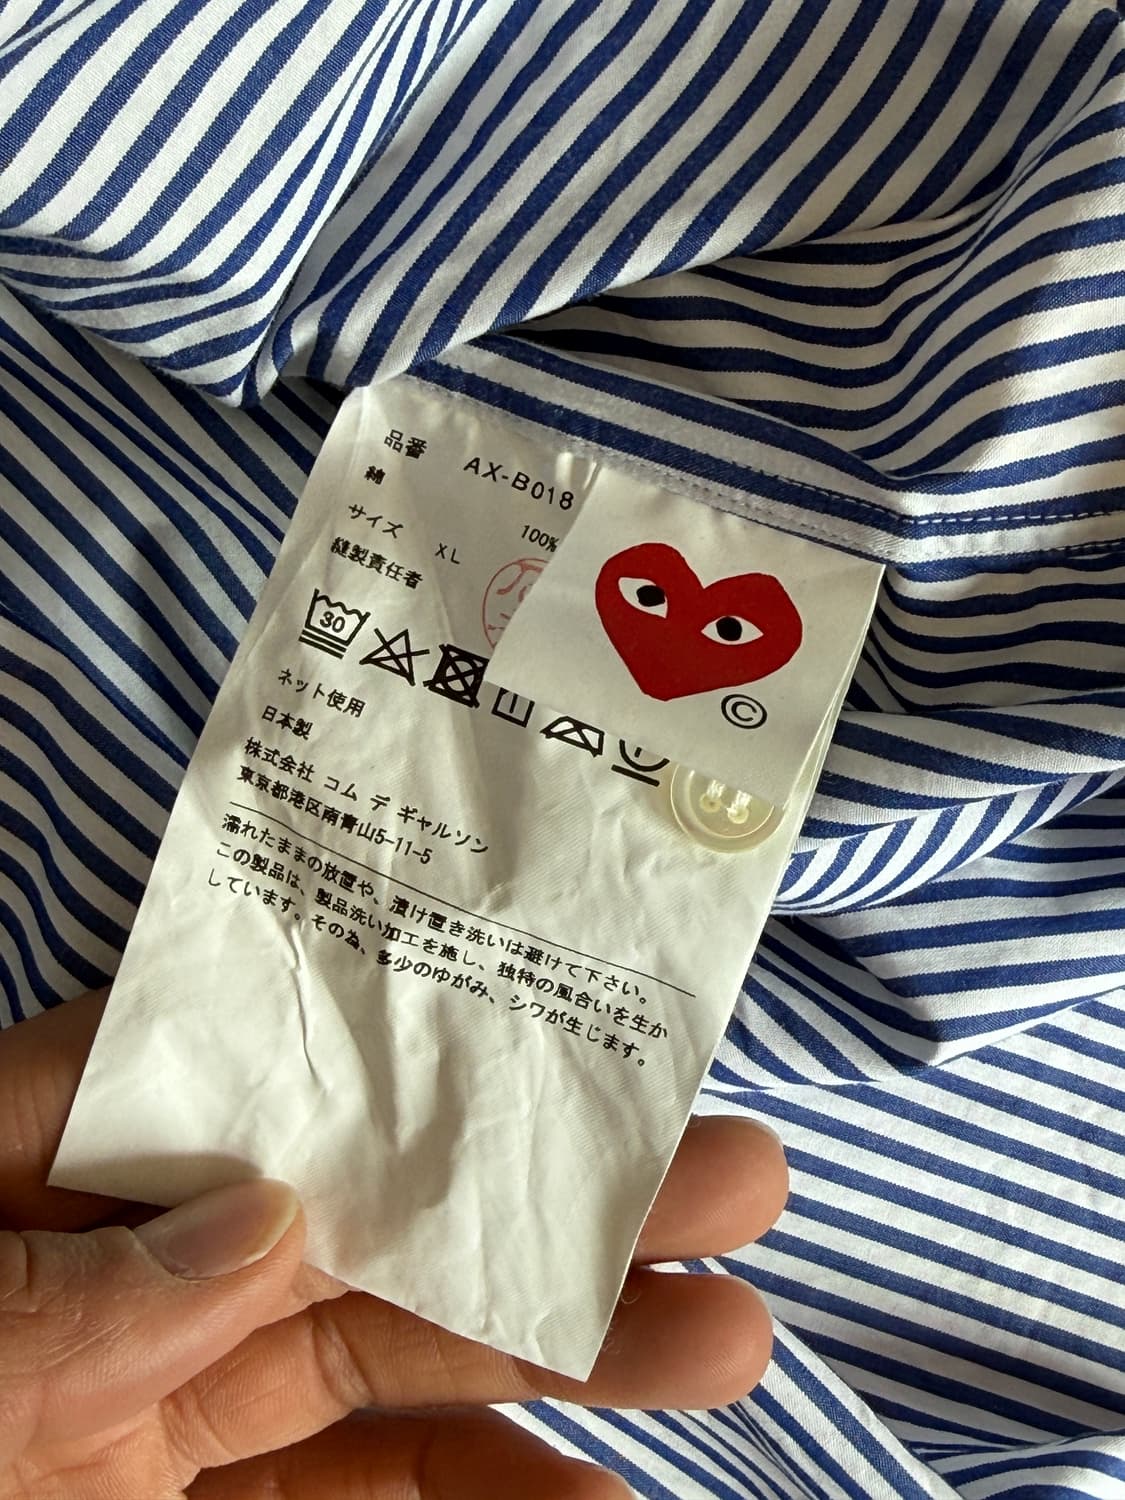 品番 AX-B018
綿 100%
サイズ XL
縫製責任者
30
ネット使用
日本製
株式会社 コム デ ギャルソン
東京都港区南青山5-11-5
濡れたままの放置や、漬け置き洗いは避けて下さい。
この製品は、製品洗い加工を施し、独特の風合いを生か
しています。その為、多少のゆがみ、シワが生じます。
©